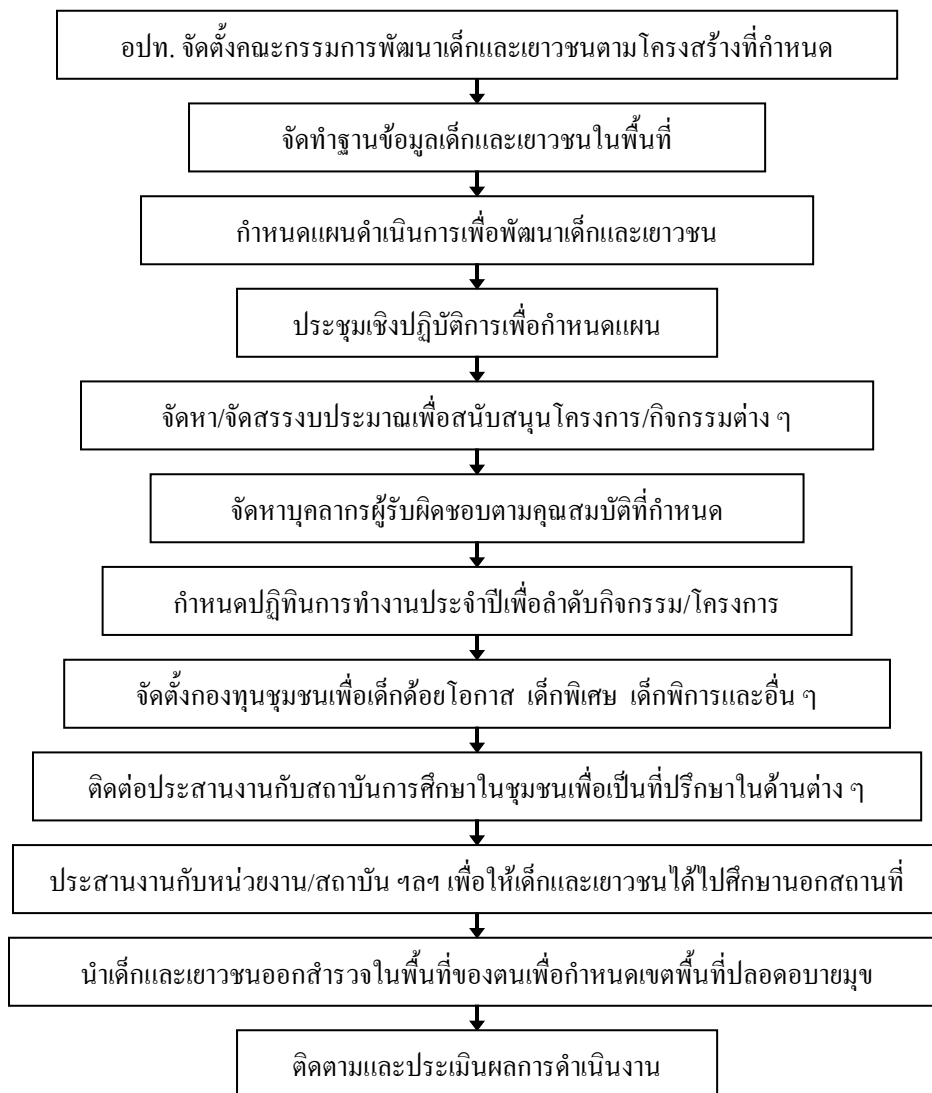 อปท. จัดตั้งคณะกรรมการพัฒนาเด็กและเยาวชนตามโครงสร้างที่กำหนด
จัดทำฐานข้อมูลเด็กและเยาวชนในพื้นที่
กำหนดแผนดำเนินการเพื่อพัฒนาเด็กและเยาวชน
ประชุมเชิงปฏิบัติการเพื่อกำหนดแผน
จัดหา/จัดสรรงบประมาณเพื่อสนับสนุนโครงการ/กิจกรรมต่าง ๆ
จัดหาบุคลากรผู้รับผิดชอบตามคุณสมบัติที่กำหนด
กำหนดปฏิทินการทำงานประจำปีเพื่อลำดับกิจกรรม/โครงการ
จัดตั้งกองทุนชุมชนเพื่อเด็กด้อยโอกาส เด็กพิเศษ เด็กพิการและอื่น ๆ
ติดต่อประสานงานกับสถาบันการศึกษาในชุมชนเพื่อเป็นที่ปรึกษาในด้านต่าง ๆ
ประสานงานกับหน่วยงาน/สถาบัน ฯลฯ เพื่อให้เด็กและเยาวชนได้ไปศึกษานอกสถานที่
นำเด็กและเยาวชนออกสำรวจในพื้นที่ของตนเพื่อกำหนดเขตพื้นที่ปลอดอบายมุข
ติดตามและประเมินผลการดำเนินงาน